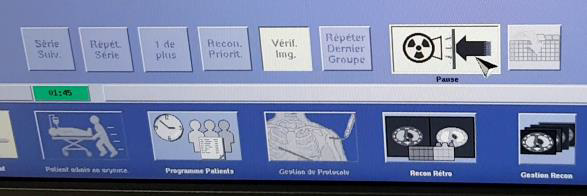 Série
Suiv.
Répét.
Série
1 de
plus
Recon.
Priorit.
Vérif.
Img.
Répéter
Dernier
Groupe
Pause
01:45
Patient admis en urgence.
Programme Patients
Gestion de Protocole
Recon Rétro
Gestion Recon